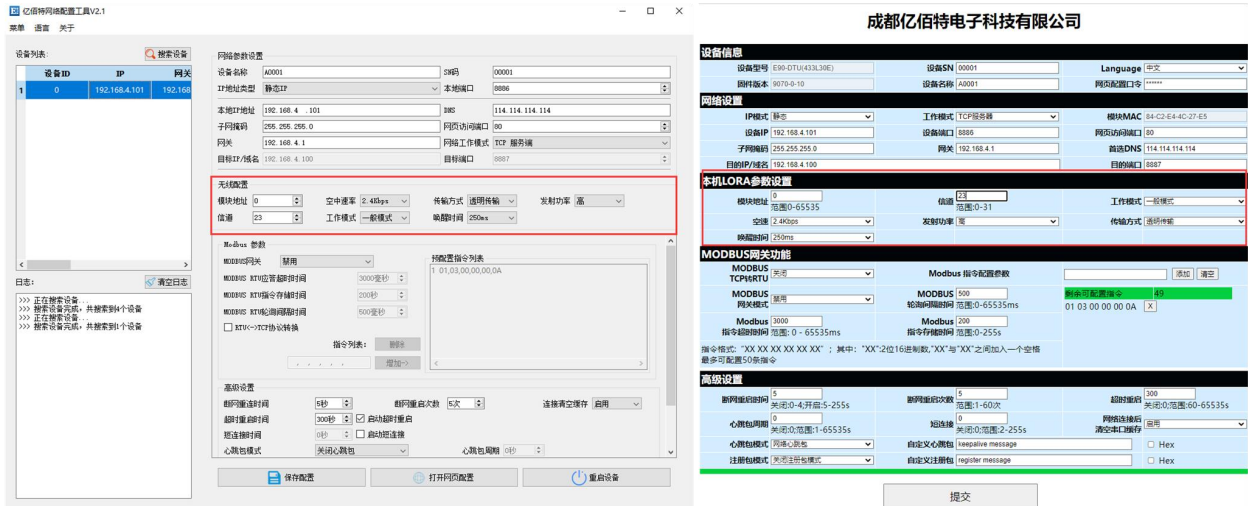 亿佰特网络配置工具V2.1
菜单 语言 关于
设备列表: 搜索设备
设备ID IP 网关
1 0 192.168.4.101 192.168
日志: 清空日志
>>> 正在搜索设备...
>>> 搜索设备完成，共搜索到4个设备
>>> 正在搜索设备...
>>> 搜索设备完成，共搜索到1个设备
网络参数设置
设备名称 A0001 SN码 00001
IP地址类型 静态IP 本地端口 8886
本地IP地址 192.168.4 .101 DNS 114.114.114.114
子网掩码 255.255.255.0 网页访问端口 80
网关 192.168.4.1 网络工作模式 TCP 服务端
目标IP/域名 192.168.4.100 目标端口 8887
无线配置
模块地址 0 空中速率 2.4Kbps 传输方式 透明传输 发射功率 高
信道 23 工作模式 一般模式 唤醒时间 250ms
Modbus 参数
MODBUS网关 禁用 预配置指令列表
MODBUS RTU应答超时时间 3000毫秒 1 01,03,00,00,00,0A
MODBUS RTU指令存储时间 200秒
MODBUS RTU轮询间隔时间 500毫秒
RTU<->TCP协议转换
指令列表: 删除
增加->
高级设置
断网重连时间 5秒 断网重启次数 5次 连接清空缓存 启用
超时重启时间 300秒 启动超时重启
短连接时间 0秒 启动短连接
心跳包模式 关闭心跳包 心跳包周期 0秒
保存配置 打开网页配置 重启设备
成都亿佰特电子科技有限公司
设备信息
设备型号 E90-DTU(433L30E) 设备SN 00001 Language 中文
固件版本 9070-0-10 设备名称 A0001 网页配置口令 ******
网络设置
IP模式 静态 工作模式 TCP服务器 模块MAC 84-C2-E4-4C-27-E5
设备IP 192.168.4.101 设备端口 8886 网页访问端口 80
子网掩码 255.255.255.0 网关 192.168.4.1 首选DNS 114.114.114.114
目的IP/域名 192.168.4.100 目的端口 8887
本机LORA参数设置
模块地址 0 信道 23 工作模式 一般模式
范围0-65535 范围:0-31
空速 2.4Kbps 发射功率 高 传输方式 透明传输
唤醒时间 250ms
MODBUS网关功能
MODBUS TCP转RTU 关闭 Modbus 指令配置参数 添加 清空
MODBUS 网关模式 禁用 MODBUS 轮询间隔时间 500 范围:0-65535ms 剩余可配置指令 49
01 03 00 00 00 0A X
Modbus 指令超时时间 3000 范围: 0 - 65535ms Modbus 指令存储时间 200 范围:0-255s
指令格式: "XX XX XX XX XX XX" ; 其中: "XX":2位16进制数,"XX"与"XX"之间加入一个空格
最多可配置50条指令
高级设置
断网重启时间 5 断网重启次数 5 超时重启 300
关闭:0-4;开启:5-255s 范围:1-60次 关闭:0;范围:60-65535s
心跳周期 0 短连接 0 网络连接后清空串口缓存 启用
关闭:0;范围:1-65535s 关闭:0;范围:2-255s
心跳包模式 网络心跳包 自定义心跳包 keepalive message Hex
注册包模式 关闭注册包模式 自定义注册包 register message Hex
提交